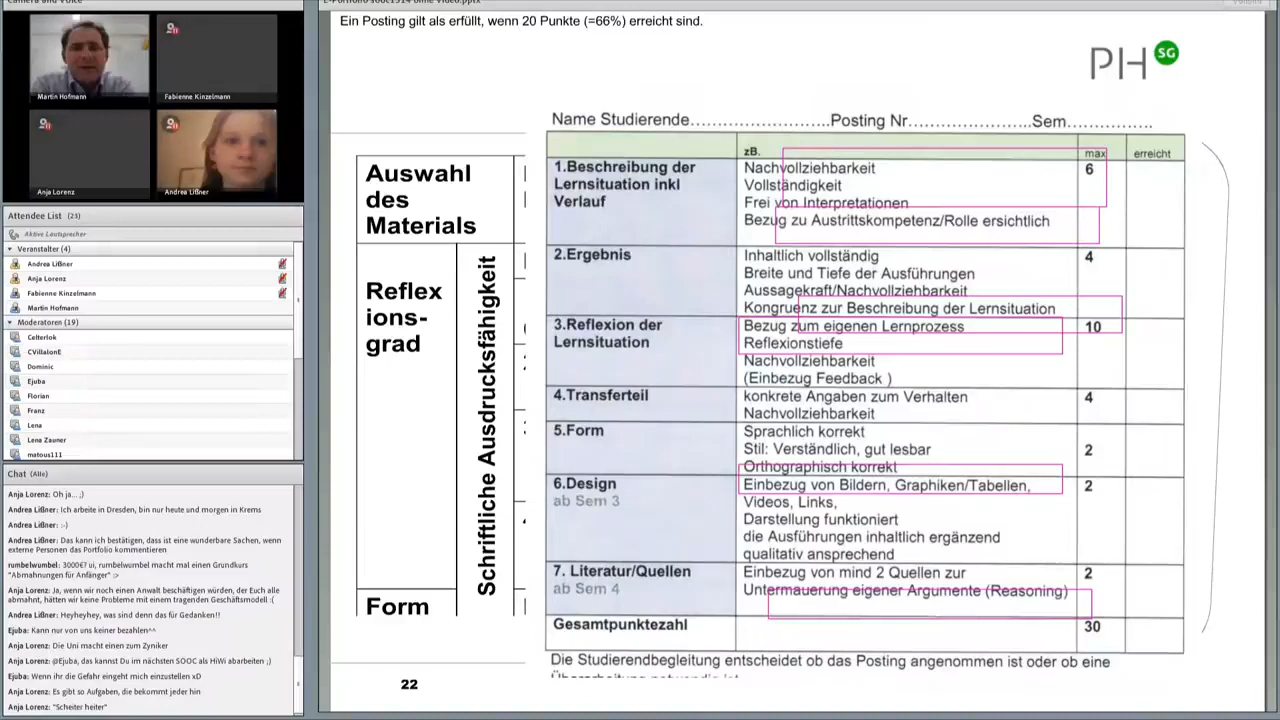 Camera and Voice
Martin Hofmann
Fabienne Kinzelmann
Anja Lorenz
Andrea Lißner
Attendee List (23)
Aktive Lautsprecher
Veranstalter (4)
Andrea Lißner
Anja Lorenz
Fabienne Kinzelmann
Martin Hofmann
Moderatoren (19)
Celterlok
CVillalonE
Dominic
Ejuba
Florian
Franz
Lena
Lena Zauner
matous111
Chat (Alle)
Anja Lorenz: Oh ja... ;)
Andrea Lißner: Ich arbeite in Dresden, bin nur heute und morgen in Krems
Andrea Lißner: :-)
Andrea Lißner: Das kann ich bestätigen, dass ist eine wunderbare Sachen, wenn
externe Personen das Portfolio kommentieren
rumbelwumbel: 3000€? ui, rumbelwumbel macht mal einen Grundkurs
"Abmahnungen für Anfänger" :>
Anja Lorenz: Ja, wenn wir noch einen Anwalt beschäftigen würden, der Euch alle
abmahnt, hätten wir keine Probleme mit einem tragenden Geschäftsmodell :(
Andrea Lißner: Heyheyhey, was sind denn das für Gedanken!!
Ejuba: Kann nur von uns keiner bezahlen^^
Anja Lorenz: Die Uni macht einen zum Zyniker
Anja Lorenz: @Ejuba, das kannst Du im nächsten SOOC als HiWi abarbeiten ;)
Ejuba: Wenn ihr die Gefahr eingeht mich einzustellen xD
Anja Lorenz: Es gibt so Aufgaben, die bekommt jeder hin
Anja Lorenz: "Scheiter heiter"
Ein Posting gilt als erfüllt, wenn 20 Punkte (=66%) erreicht sind.
PH SG
Auswahl
des
Materials
Reflex
ions-
grad
Schriftliche Ausdrucksfähigkeit
Form
22
Name Studierende..........................Posting Nr.......................Sem...............
zB. max erreicht
1.Beschreibung der Nachvollziehbarkeit 6
Lernsituation inkl Vollständigkeit
Verlauf Frei von Interpretationen
Bezug zu Austrittskompetenz/Rolle ersichtlich
2.Ergebnis Inhaltlich vollständig 4
Breite und Tiefe der Ausführungen
Aussagekraft/Nachvollziehbarkeit
Kongruenz zur Beschreibung der Lernsituation
3.Reflexion der Bezug zum eigenen Lernprozess 10
Lernsituation Reflexionstiefe
Nachvollziehbarkeit
(Einbezug Feedback )
4.Transferteil konkrete Angaben zum Verhalten 4
Nachvollziehbarkeit
5.Form Sprachlich korrekt
Stil: Verständlich, gut lesbar 2
Orthographisch korrekt
6.Design Einbezug von Bildern, Graphiken/Tabellen, 2
ab Sem 3 Videos, Links,
Darstellung funktioniert
die Ausführungen inhaltlich ergänzend
qualitativ ansprechend
7. Literatur/Quellen Einbezug von mind 2 Quellen zur 2
ab Sem 4 Untermauerung eigener Argumente (Reasoning)
Gesamtpunktezahl 30
Die Studierendbegleitung entscheidet ob das Posting angenommen ist oder ob eine